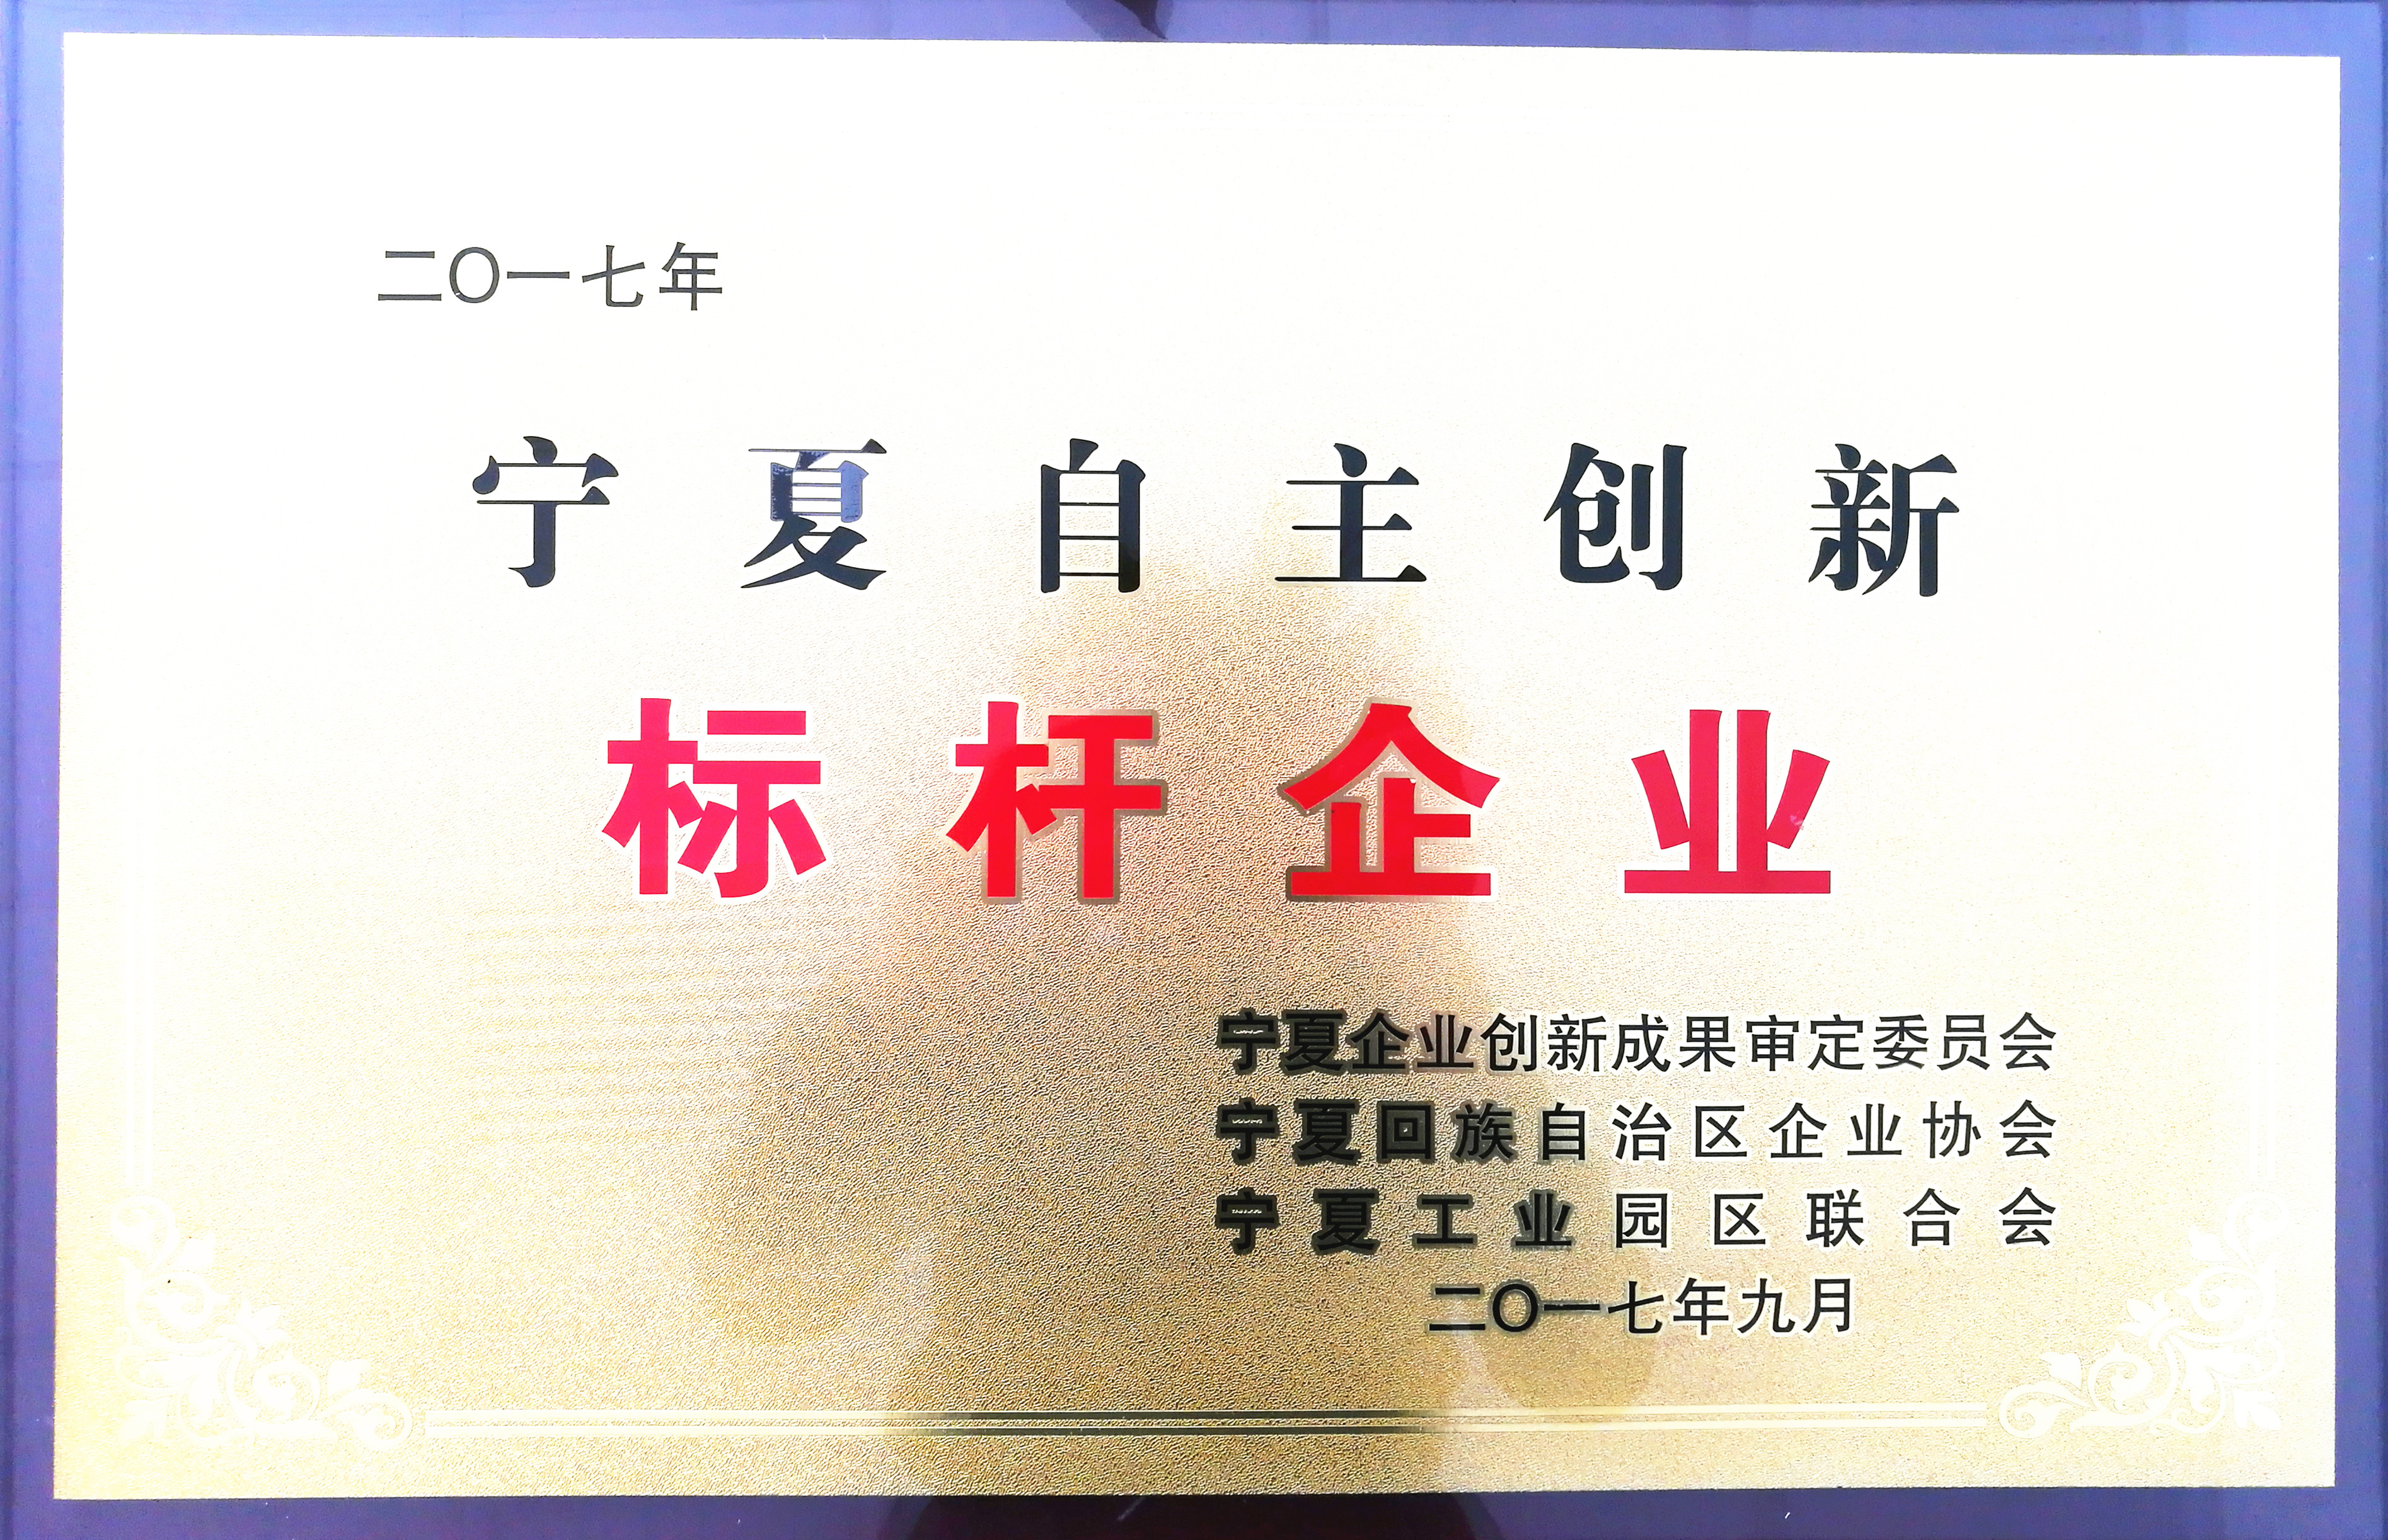 二〇一七年
宁夏自主创新
标杆企业
宁夏企业创新成果审定委员会
宁夏回族自治区企业协会
宁夏工业园区联合会
二〇一七年九月